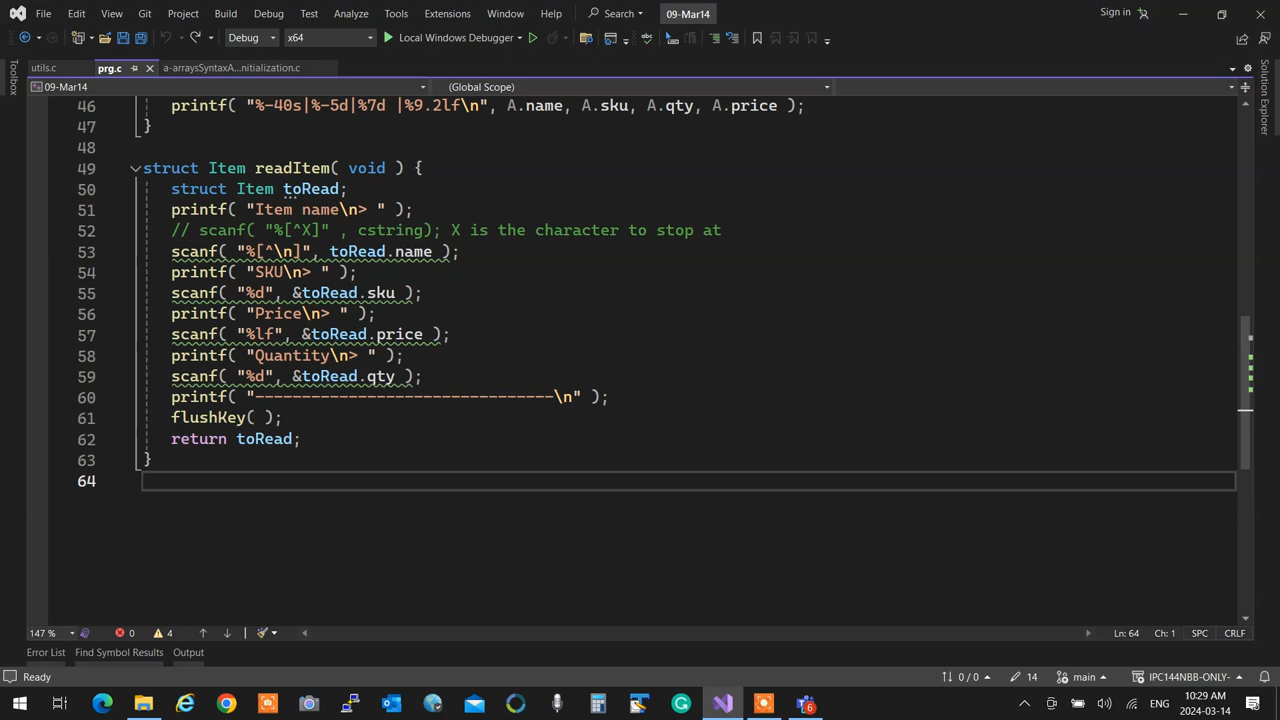 File Edit View Git Project Build Debug Test Analyze Tools Extensions Window Help Search 09-Mar14 Sign in
Debug x64 Local Windows Debugger
utils.c prg.c a-arraysSyntaxA...nitialization.c
09-Mar14 (Global Scope)
Toolbox
Solution Explorer
46 printf( "%-40s|%-5d|%7d |%9.2lf\n", A.name, A.sku, A.qty, A.price );
47 }
48
49 struct Item readItem( void ) {
50 struct Item toRead;
51 printf( "Item name\n> " );
52 // scanf( "%[^X]" , cstring); X is the character to stop at
53 scanf( "%[^\n]", toRead.name );
54 printf( "SKU\n> " );
55 scanf( "%d", &toRead.sku );
56 printf( "Price\n> " );
57 scanf( "%lf", &toRead.price );
58 printf( "Quantity\n> " );
59 scanf( "%d", &toRead.qty );
60 printf( "--------------------------------\n" );
61 flushKey( );
62 return toRead;
63 }
64
147 % 0 4 Ln: 64 Ch: 1 SPC CRLF
Error List Find Symbol Results Output
Ready 0 / 0 14 main IPC144NBB-ONLY-
6 ENG 10:29 AM
2024-03-14